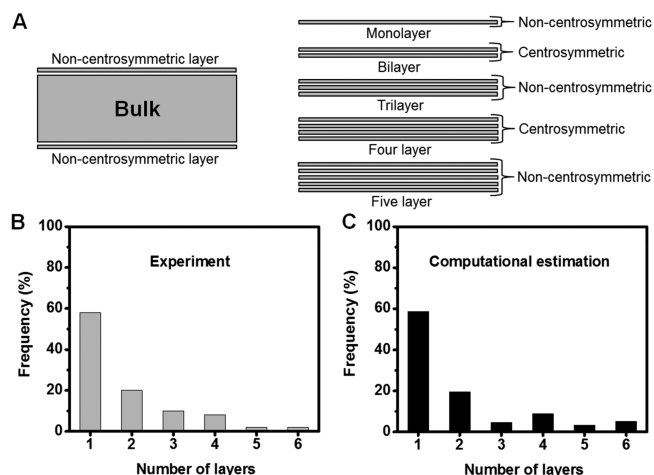 A
Non-centrosymmetric layer
Bulk
Non-centrosymmetric layer
Monolayer
Non-centrosymmetric
Bilayer
Centrosymmetric
Trilayer
Non-centrosymmetric
Four layer
Centrosymmetric
Five layer
Non-centrosymmetric
B
Experiment
Frequency (%)
100
80
60
40
20
0
1 2 3 4 5 6
Number of layers
C
Computational estimation
Frequency (%)
100
80
60
40
20
0
1 2 3 4 5 6
Number of layers